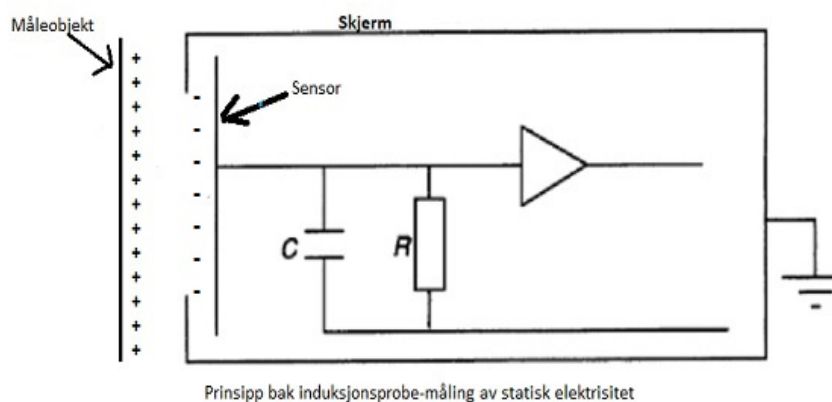 Måleobjekt
Skjerm
Sensor
C
R
Prinsipp bak induksjonsprobe-måling av statisk elektrisitet